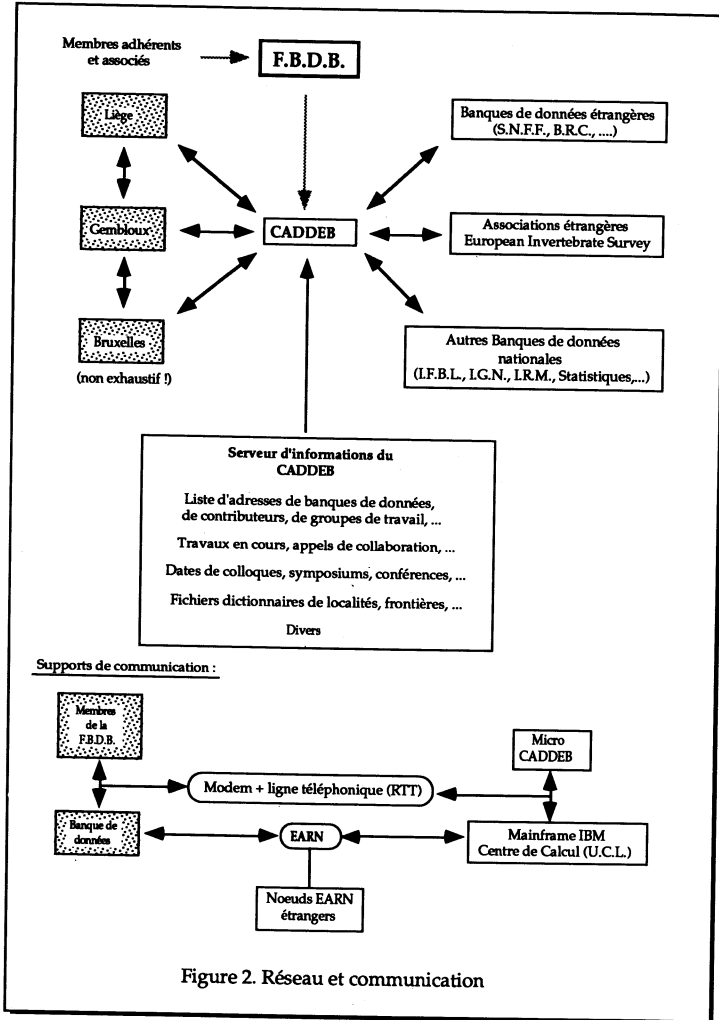 Membres adhérents
et associés
F.B.D.B.
Liège
Banques de données étrangères
(S.N.F.F., B.R.C., ....)
Gembloux
CADDEB
Associations étrangères
European Invertebrate Survey
Bruxelles
(non exhaustif !)
Autres Banques de données
nationales
(I.F.B.L., I.G.N., I.R.M., Statistiques,...)
Serveur d'informations du
CADDEB
Liste d'adresses de banques de données,
de contributeurs, de groupes de travail, ...
Travaux en cours, appels de collaboration, ...
Dates de colloques, symposiums, conférences, ...
Fichiers dictionnaires de localités, frontières, ...
Divers
Supports de communication :
Membres
de la
F.B.D.B.
Micro
CADDEB
Modem + ligne téléphonique (RTT)
Banque de
données
EARN
Mainframe IBM
Centre de Calcul (U.C.L.)
Noeuds EARN
étrangers
Figure 2. Réseau et communication